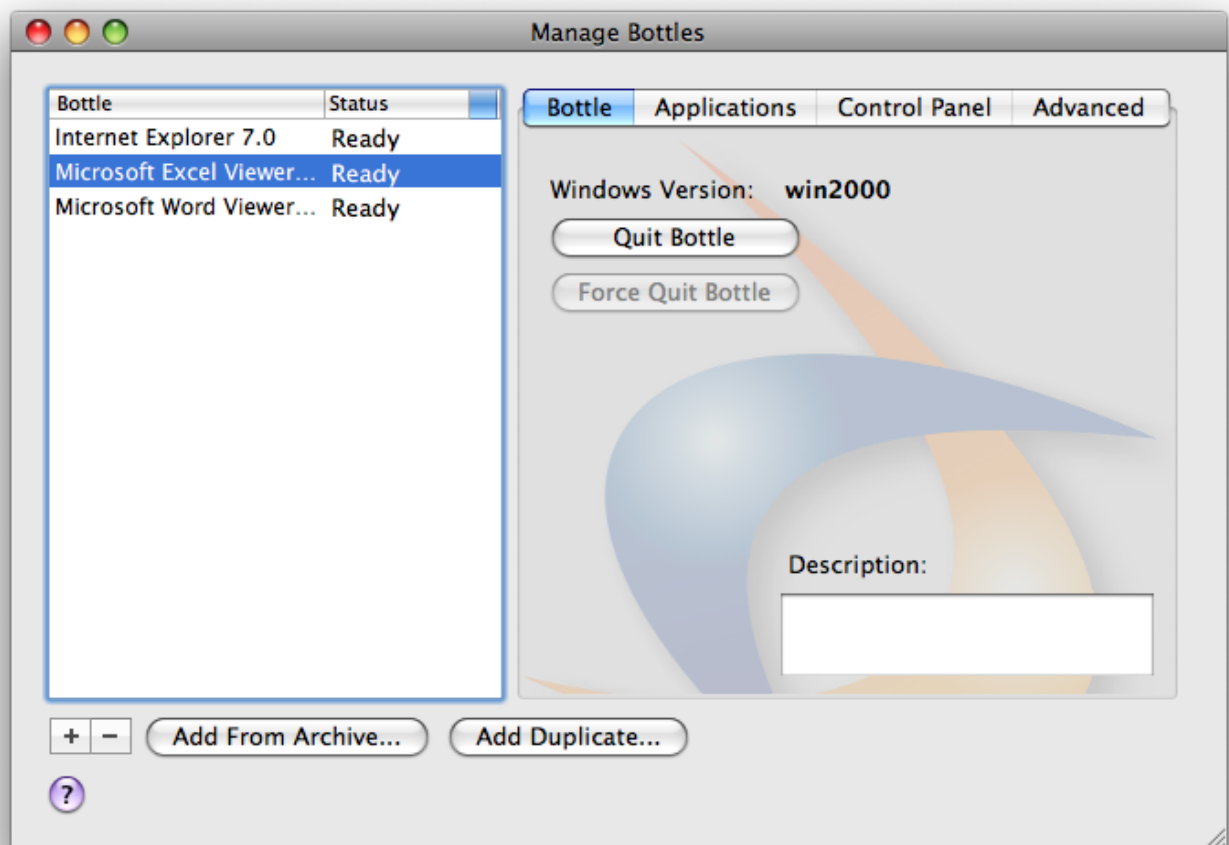 Manage Bottles
Bottle Status
Internet Explorer 7.0 Ready
Microsoft Excel Viewer... Ready
Microsoft Word Viewer... Ready
Bottle Applications Control Panel Advanced
Windows Version: win2000
Quit Bottle
Force Quit Bottle
Description:
+ − Add From Archive... Add Duplicate...
?